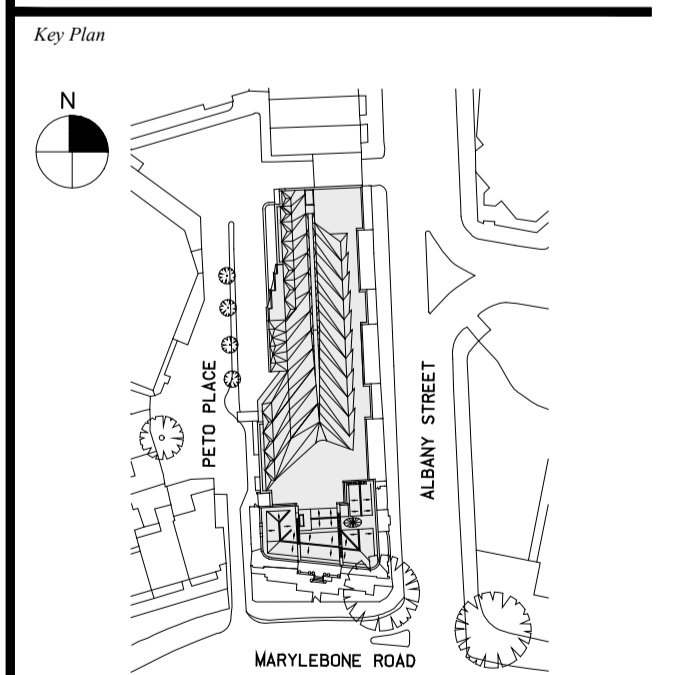 Key Plan
N
PETO PLACE
ALBANY STREET
MARYLEBONE ROAD